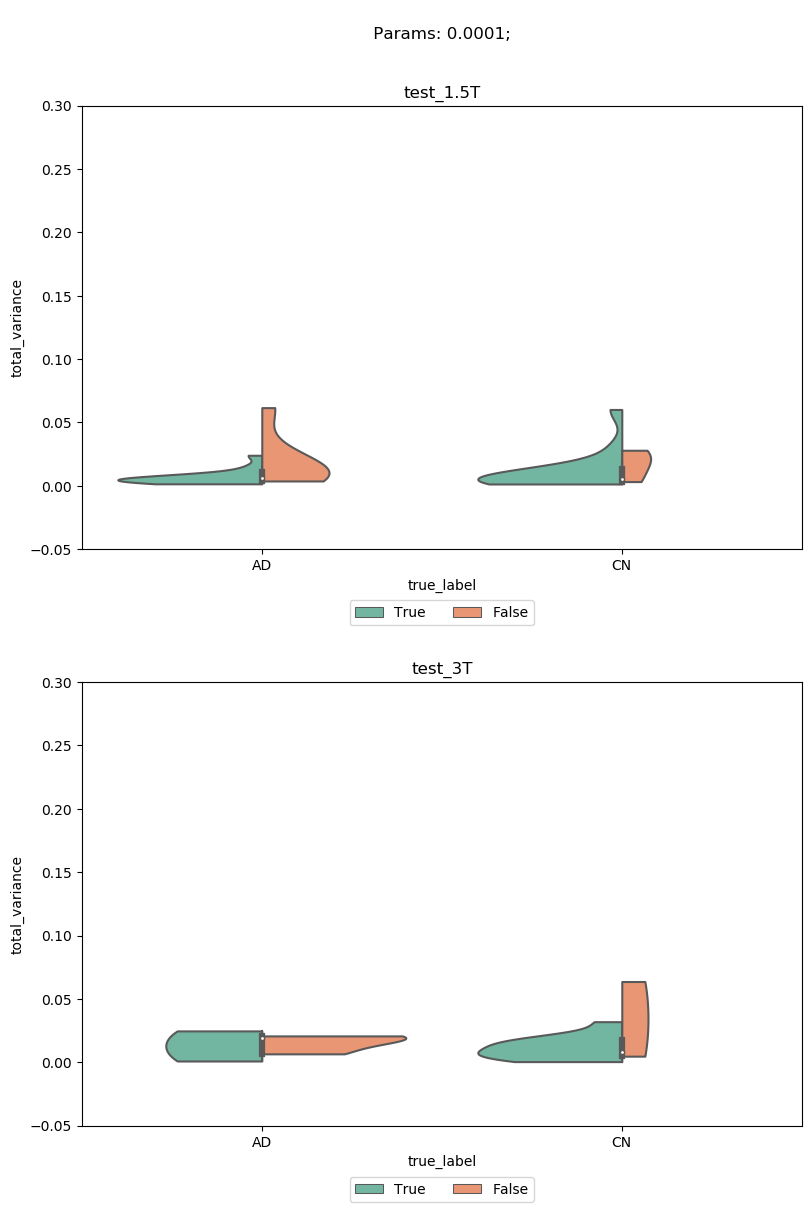 Params: 0.0001;
test_1.5T
0.30
0.25
0.20
0.15
0.10
0.05
0.00
−0.05
total_variance
AD CN
true_label
True False
test_3T
0.30
0.25
0.20
0.15
0.10
0.05
0.00
−0.05
total_variance
AD CN
true_label
True False